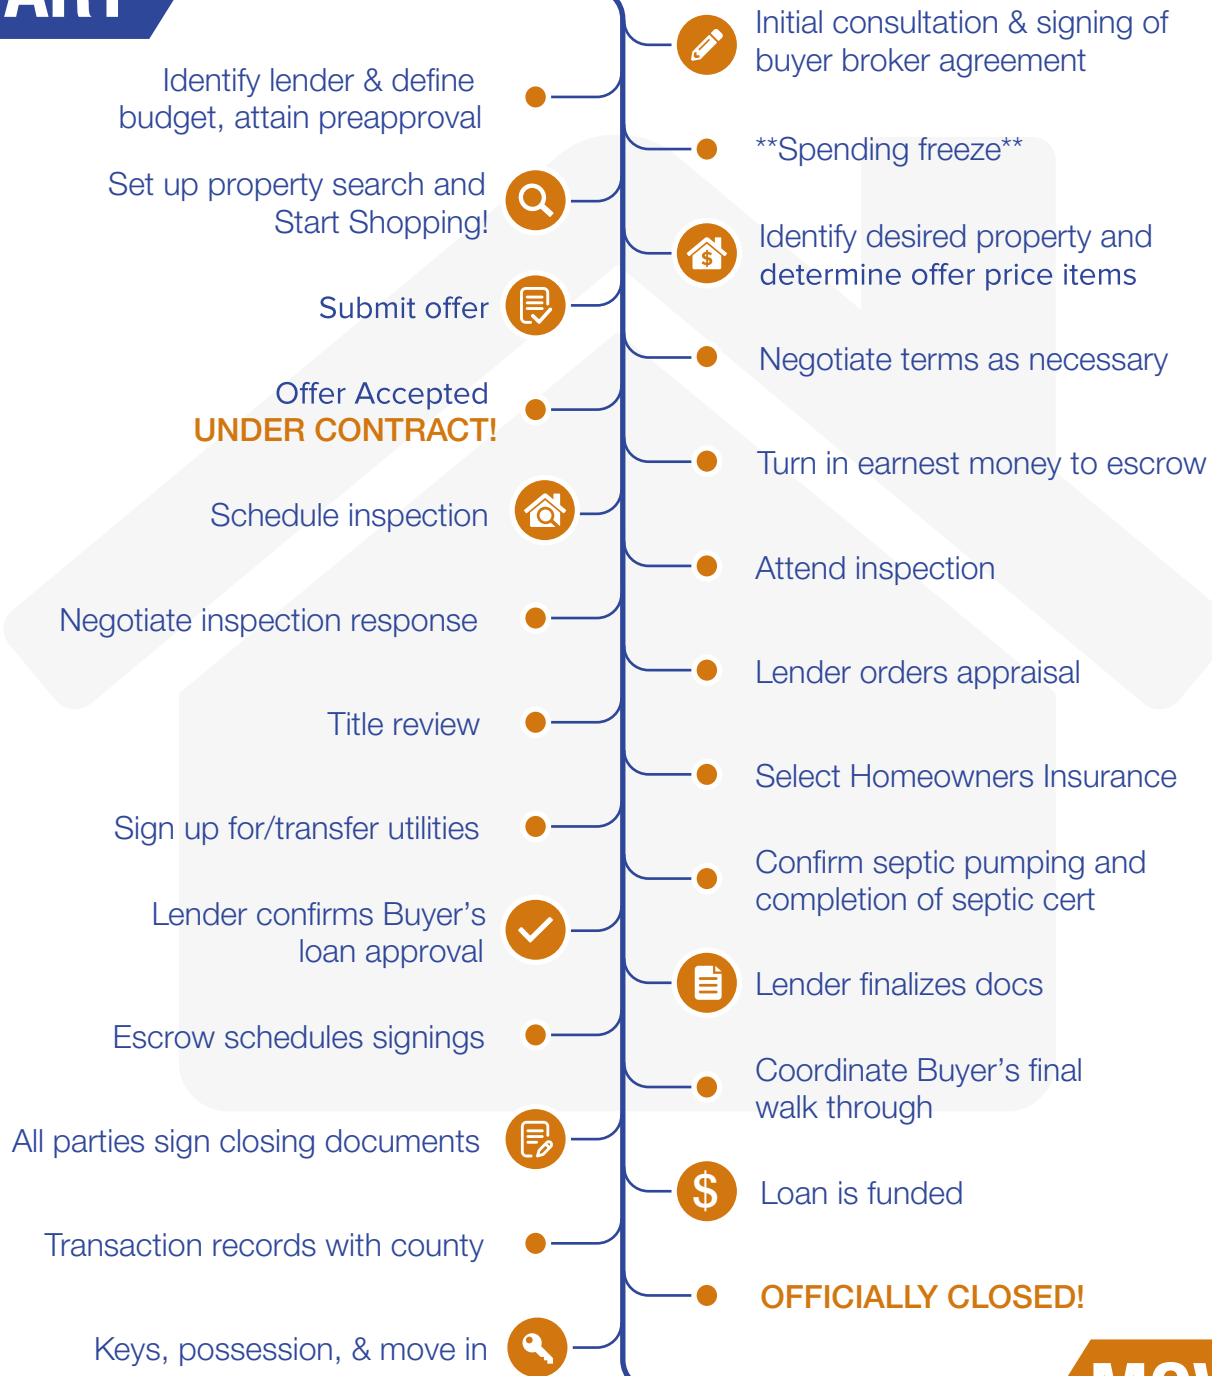 Initial consultation & signing of
buyer broker agreement
Identify lender & define
budget, attain preapproval
**Spending freeze**
Set up property search and
Start Shopping!
Identify desired property and
determine offer price items
Submit offer
Negotiate terms as necessary
Offer Accepted
UNDER CONTRACT!
Turn in earnest money to escrow
Schedule inspection
Attend inspection
Negotiate inspection response
Lender orders appraisal
Title review
Select Homeowners Insurance
Sign up for/transfer utilities
Confirm septic pumping and
completion of septic cert
Lender confirms Buyer’s
loan approval
Lender finalizes docs
Escrow schedules signings
Coordinate Buyer’s final
walk through
All parties sign closing documents
$ Loan is funded
Transaction records with county
OFFICIALLY CLOSED!
Keys, possession, & move in